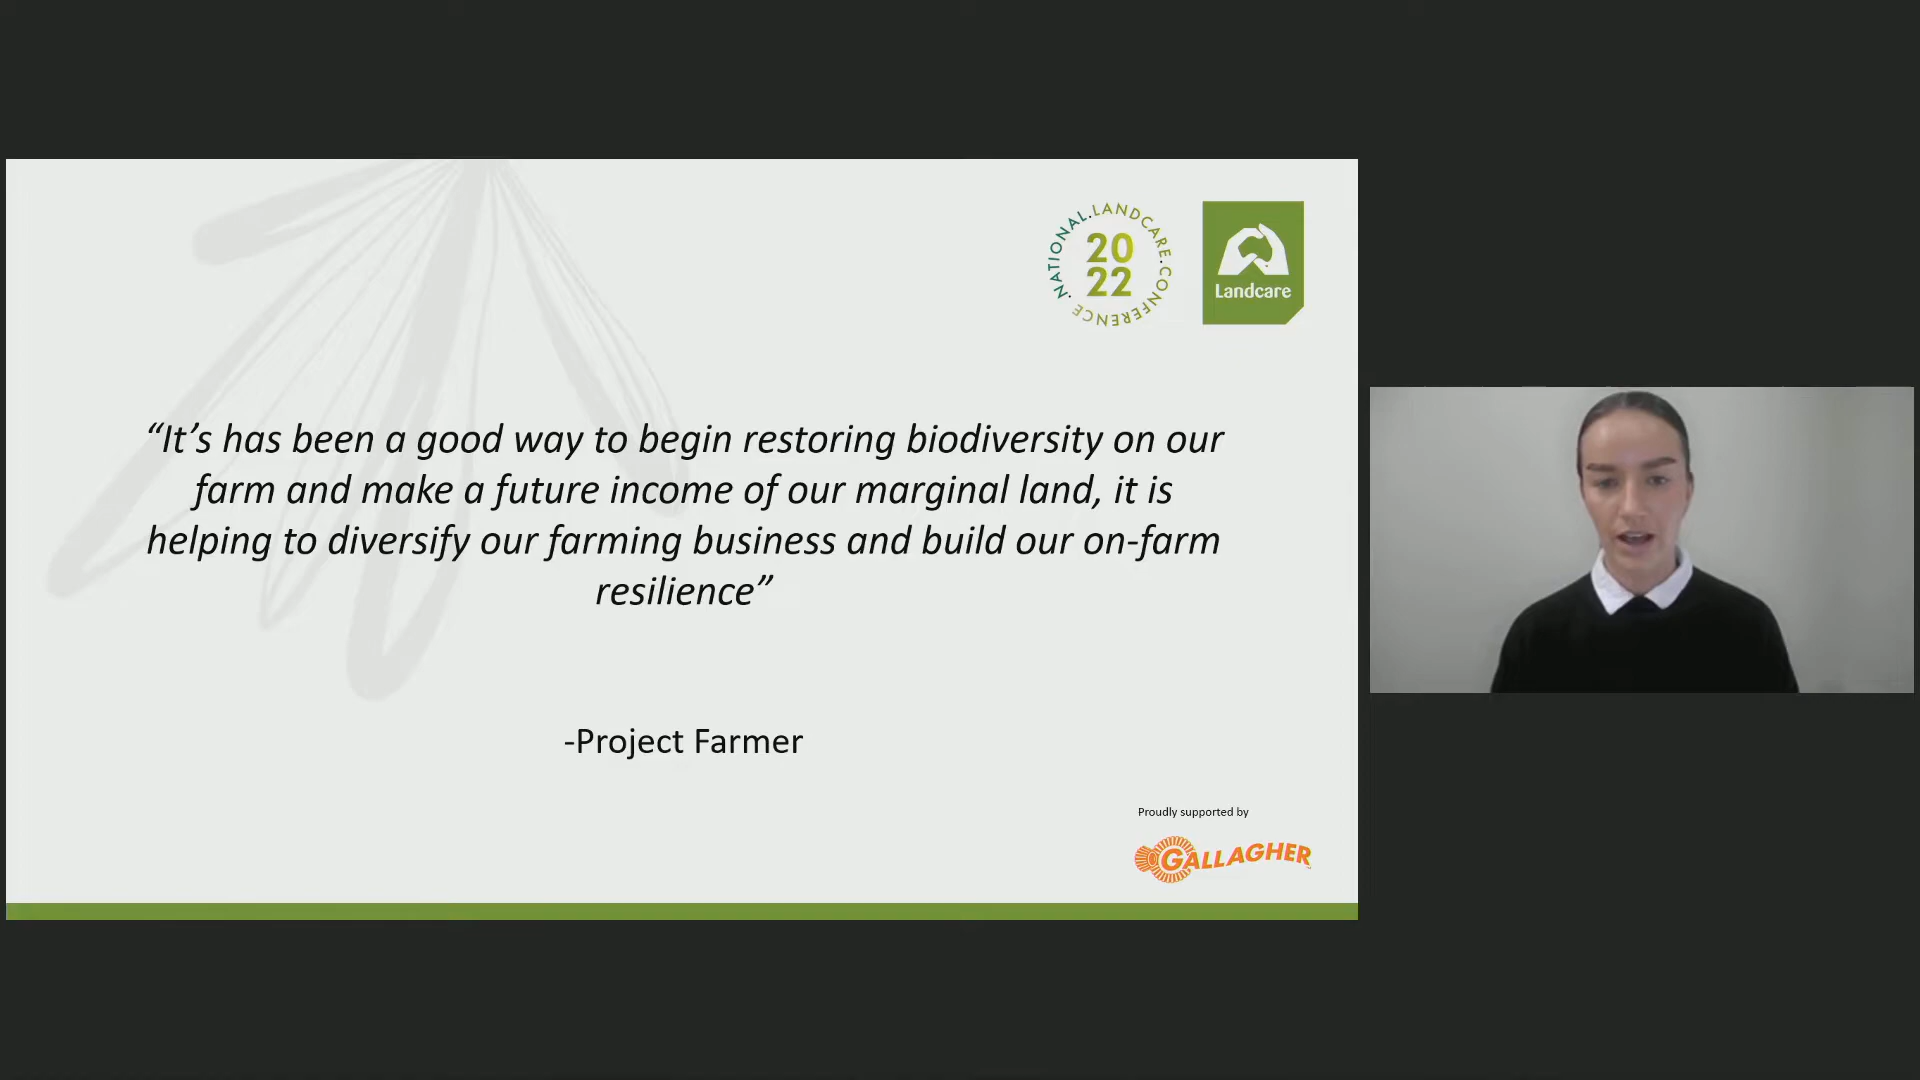 .NATIONAL.LANDCARE.CONFERENCE
20
22
Landcare
“It’s has been a good way to begin restoring biodiversity on our
farm and make a future income of our marginal land, it is
helping to diversify our farming business and build our on-farm
resilience”
-Project Farmer
Proudly supported by
GALLAGHER